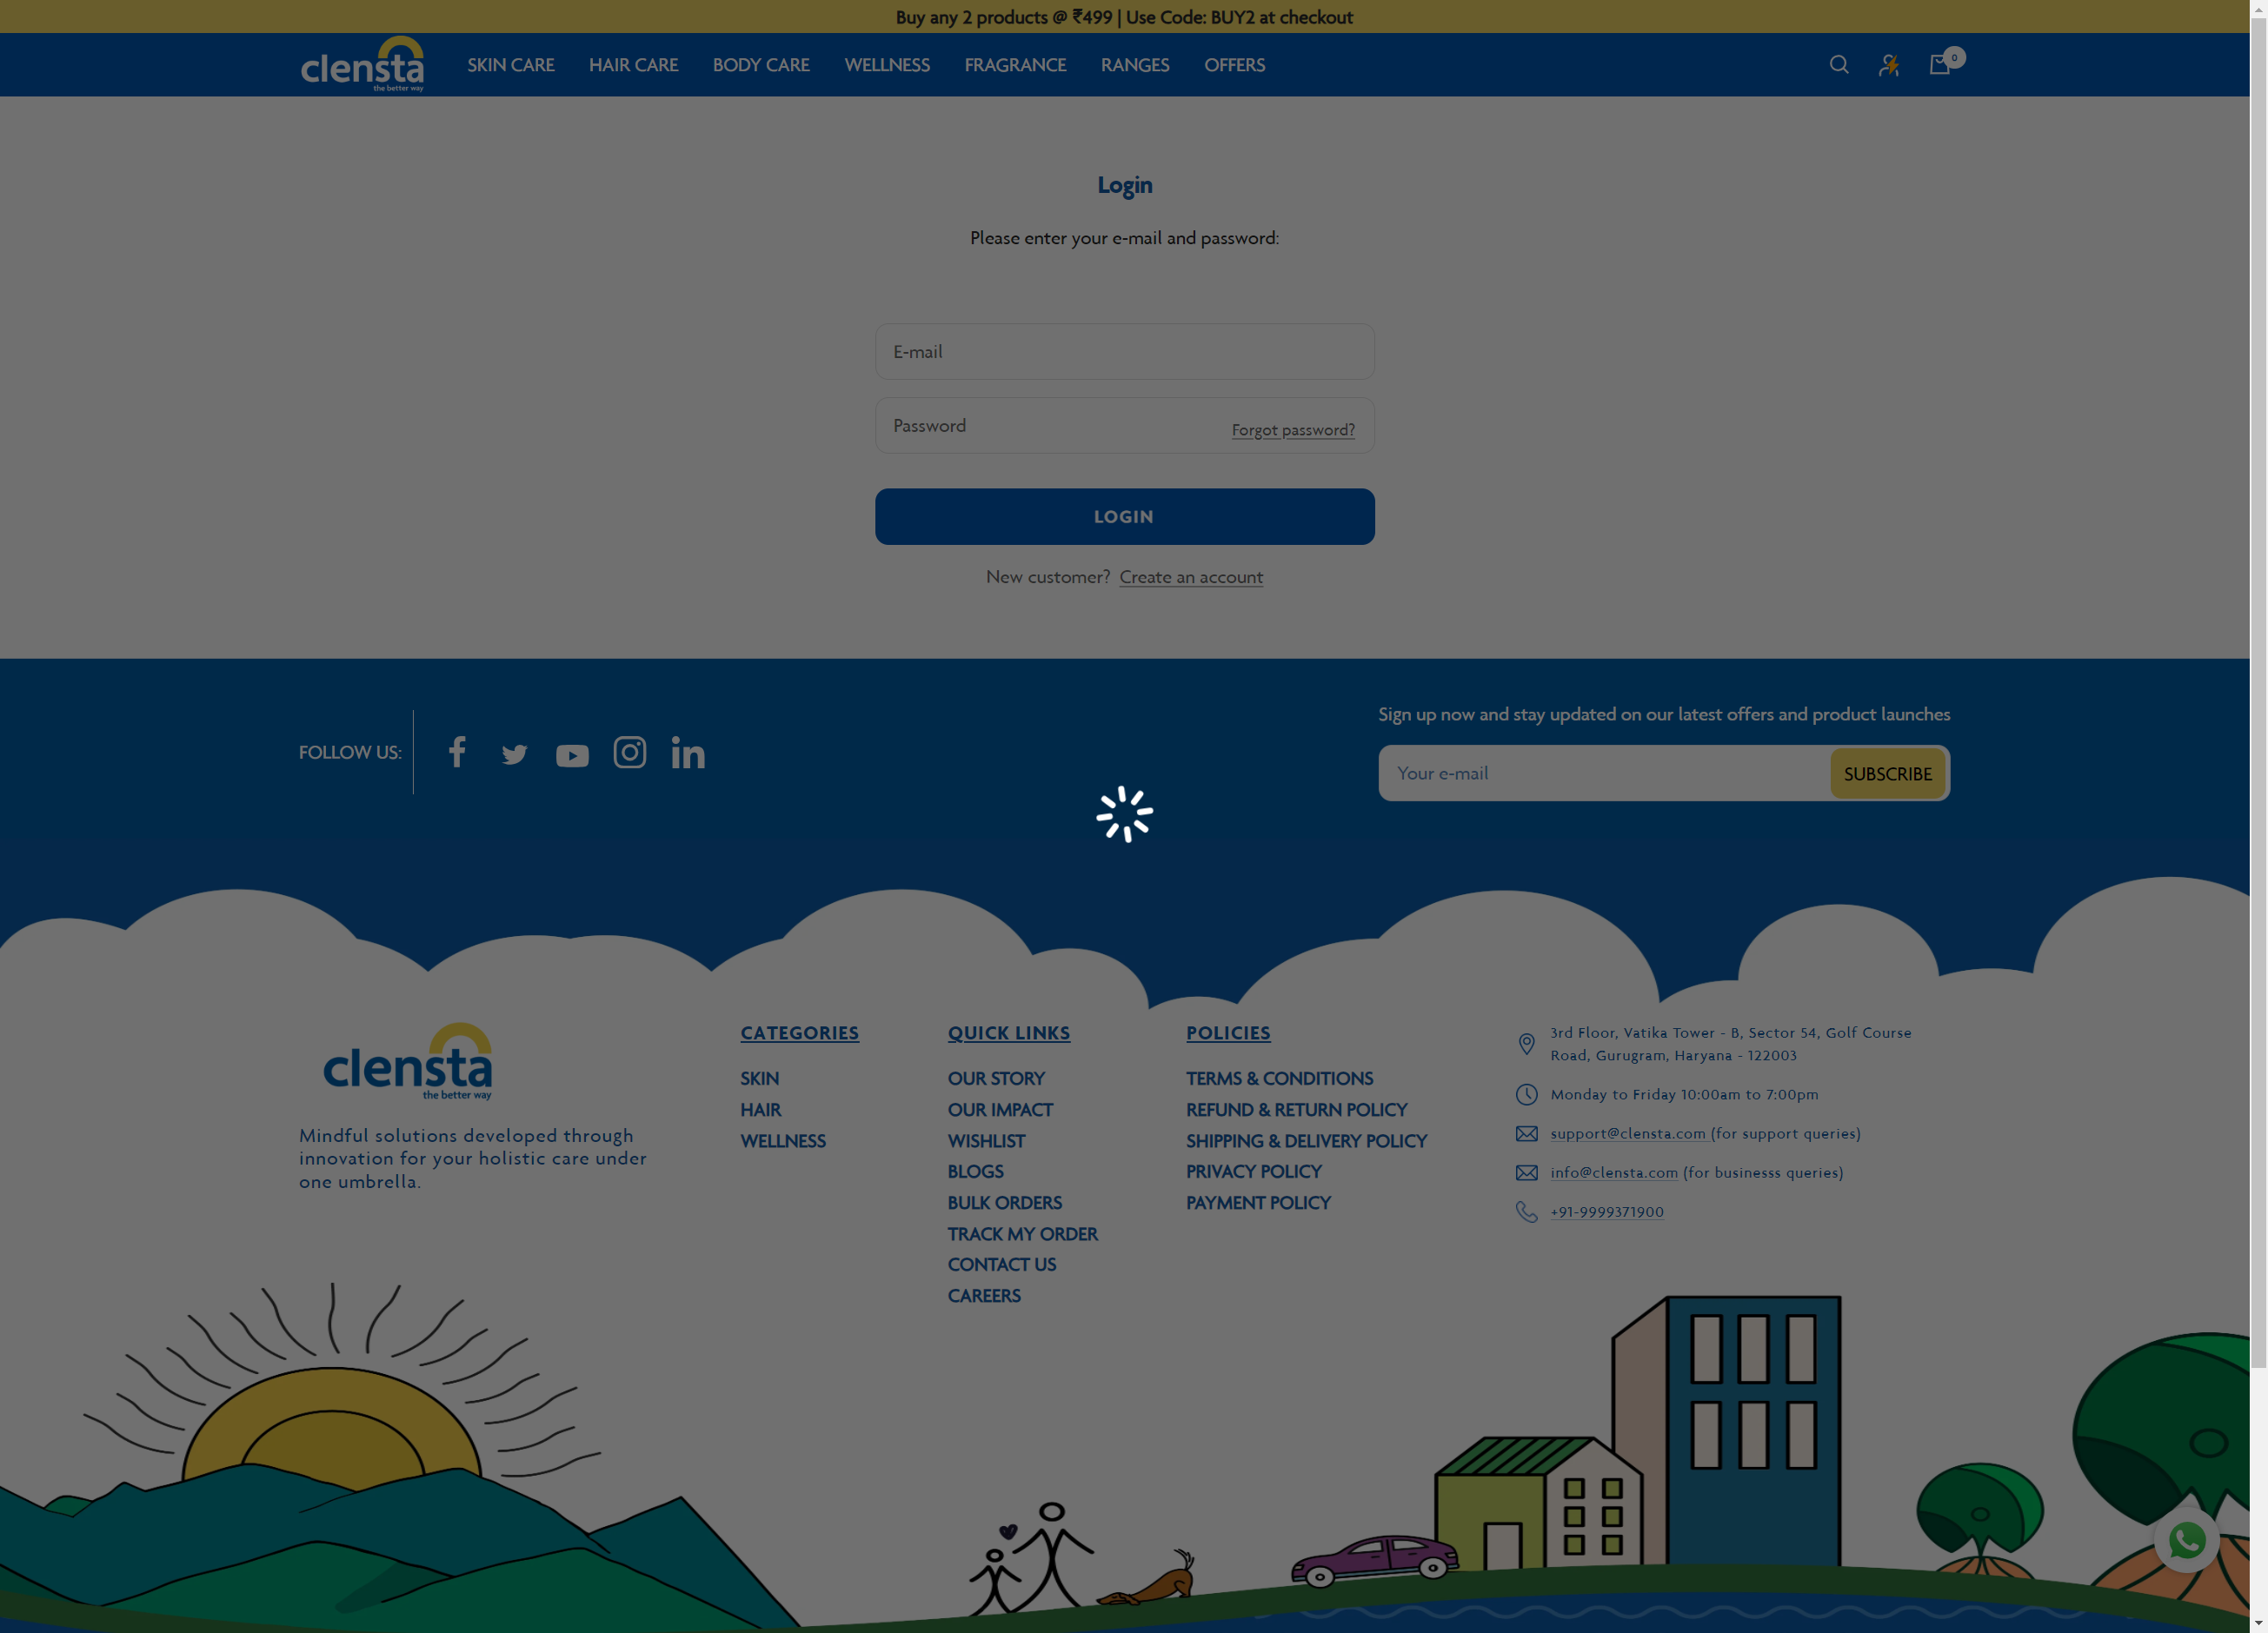 Buy any 2 products @ ₹499 | Use Code: BUY2 at checkout
clensta
the better way
SKIN CARE
HAIR CARE
BODY CARE
WELLNESS
FRAGRANCE
RANGES
OFFERS
0
Login
Please enter your e-mail and password:
E-mail
Password
Forgot password?
LOGIN
New customer? Create an account
FOLLOW US:
Sign up now and stay updated on our latest offers and product launches
Your e-mail
SUBSCRIBE
clensta
the better way
Mindful solutions developed through
innovation for your holistic care under
one umbrella.
CATEGORIES
SKIN
HAIR
WELLNESS
QUICK LINKS
OUR STORY
OUR IMPACT
WISHLIST
BLOGS
BULK ORDERS
TRACK MY ORDER
CONTACT US
CAREERS
POLICIES
TERMS & CONDITIONS
REFUND & RETURN POLICY
SHIPPING & DELIVERY POLICY
PRIVACY POLICY
PAYMENT POLICY
3rd Floor, Vatika Tower - B, Sector 54, Golf Course
Road, Gurugram, Haryana - 122003
Monday to Friday 10:00am to 7:00pm
support@clensta.com (for support queries)
info@clensta.com (for businesss queries)
+91-9999371900